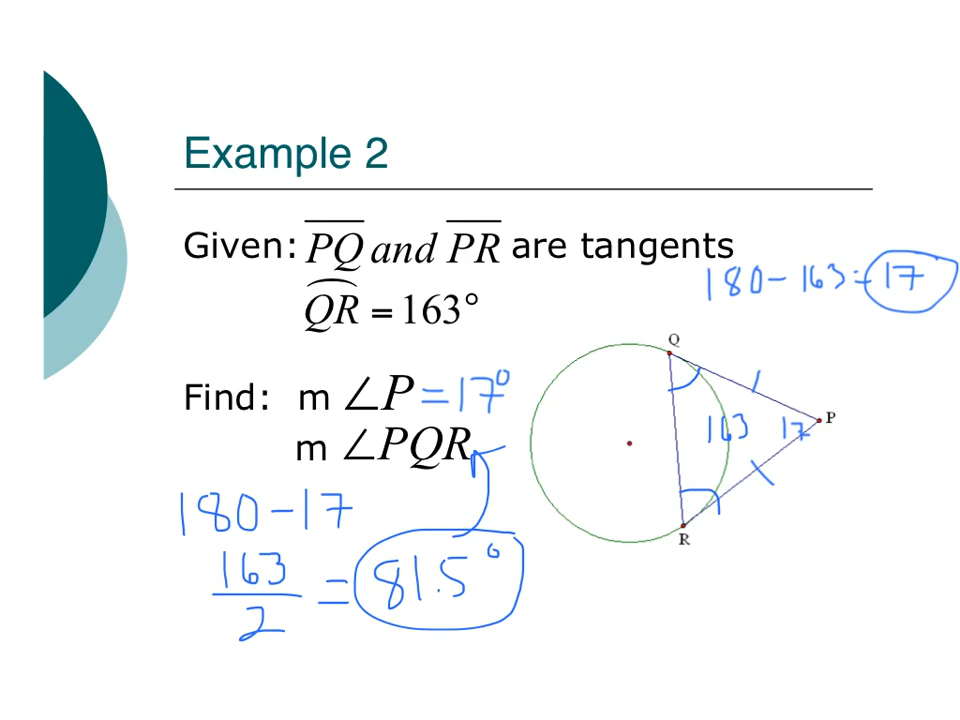 Example 2
Given: PQ and PR are tangents
180 - 163 = 17
QR = 163°
Q
Find: m ∠P = 17°
P
163
17
m ∠PQR
180 - 17
R
163
2
= 81.5°